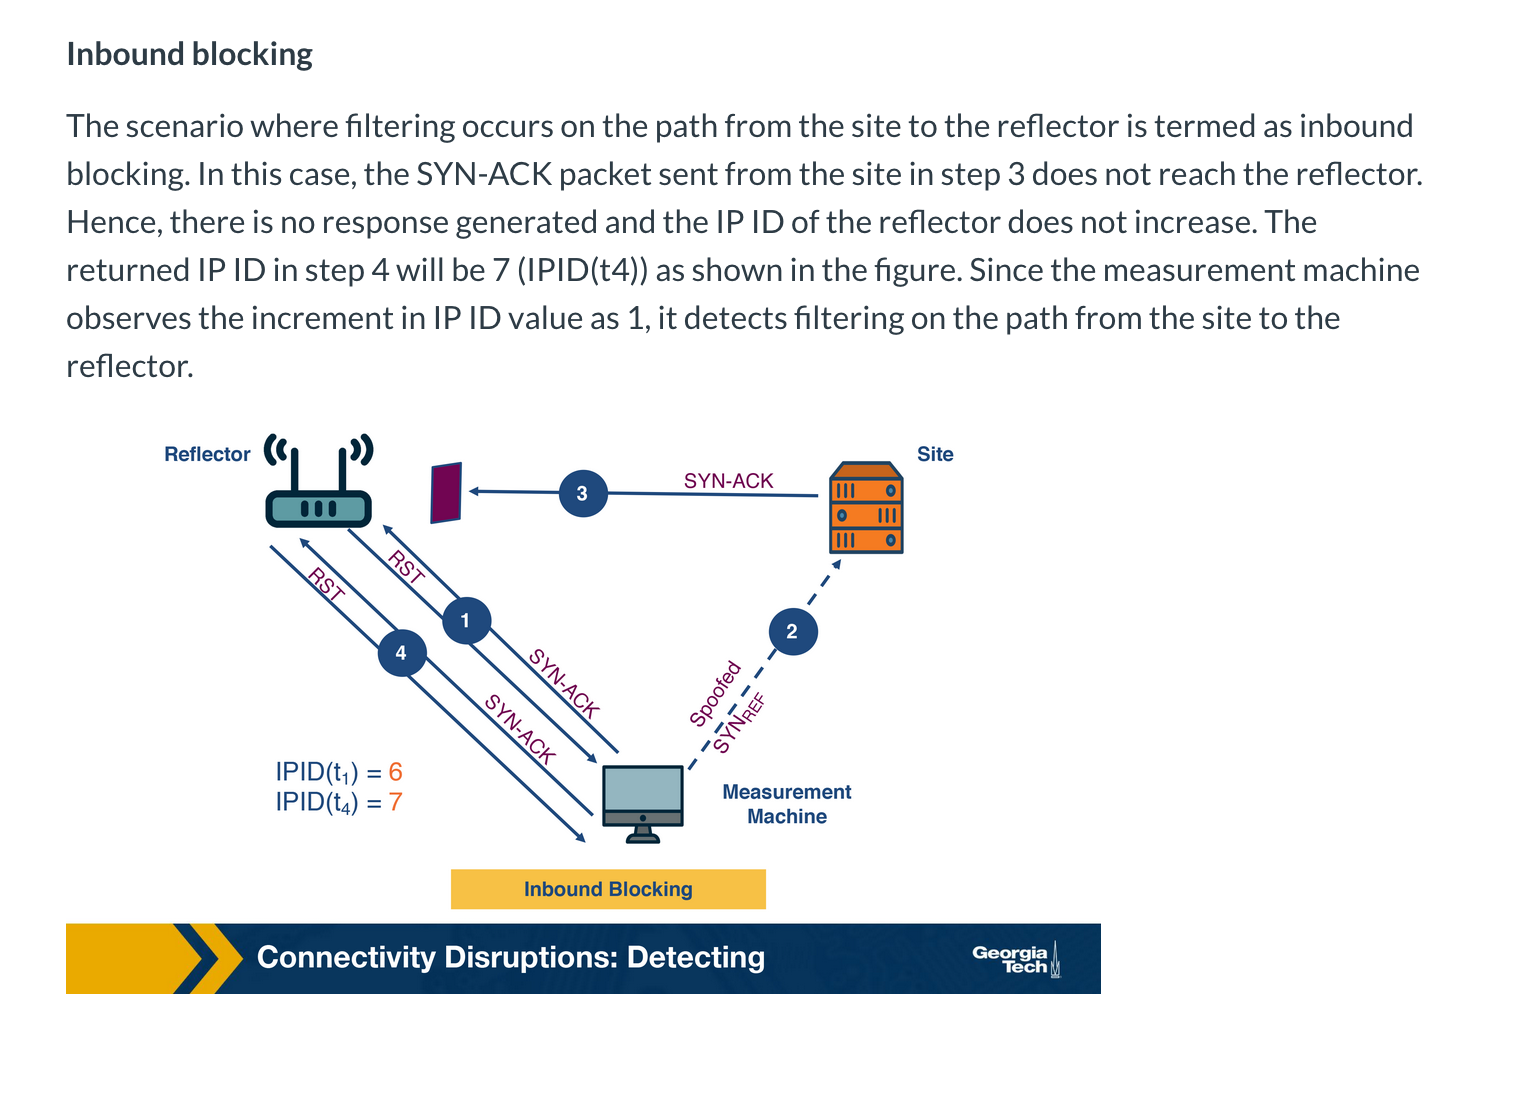 Inbound blocking
The scenario where filtering occurs on the path from the site to the reflector is termed as inbound
blocking. In this case, the SYN-ACK packet sent from the site in step 3 does not reach the reflector.
Hence, there is no response generated and the IP ID of the reflector does not increase. The
returned IP ID in step 4 will be 7 (IPID(t4)) as shown in the figure. Since the measurement machine
observes the increment in IP ID value as 1, it detects filtering on the path from the site to the
reflector.
Reflector
Site
SYN-ACK
3
RST
RST
1
2
4
SYN-ACK
SYN-ACK
Spoofed
SYN_REF
IPID(t₁) = 6
IPID(t₄) = 7
Measurement
Machine
Inbound Blocking
Connectivity Disruptions: Detecting
Georgia
Tech